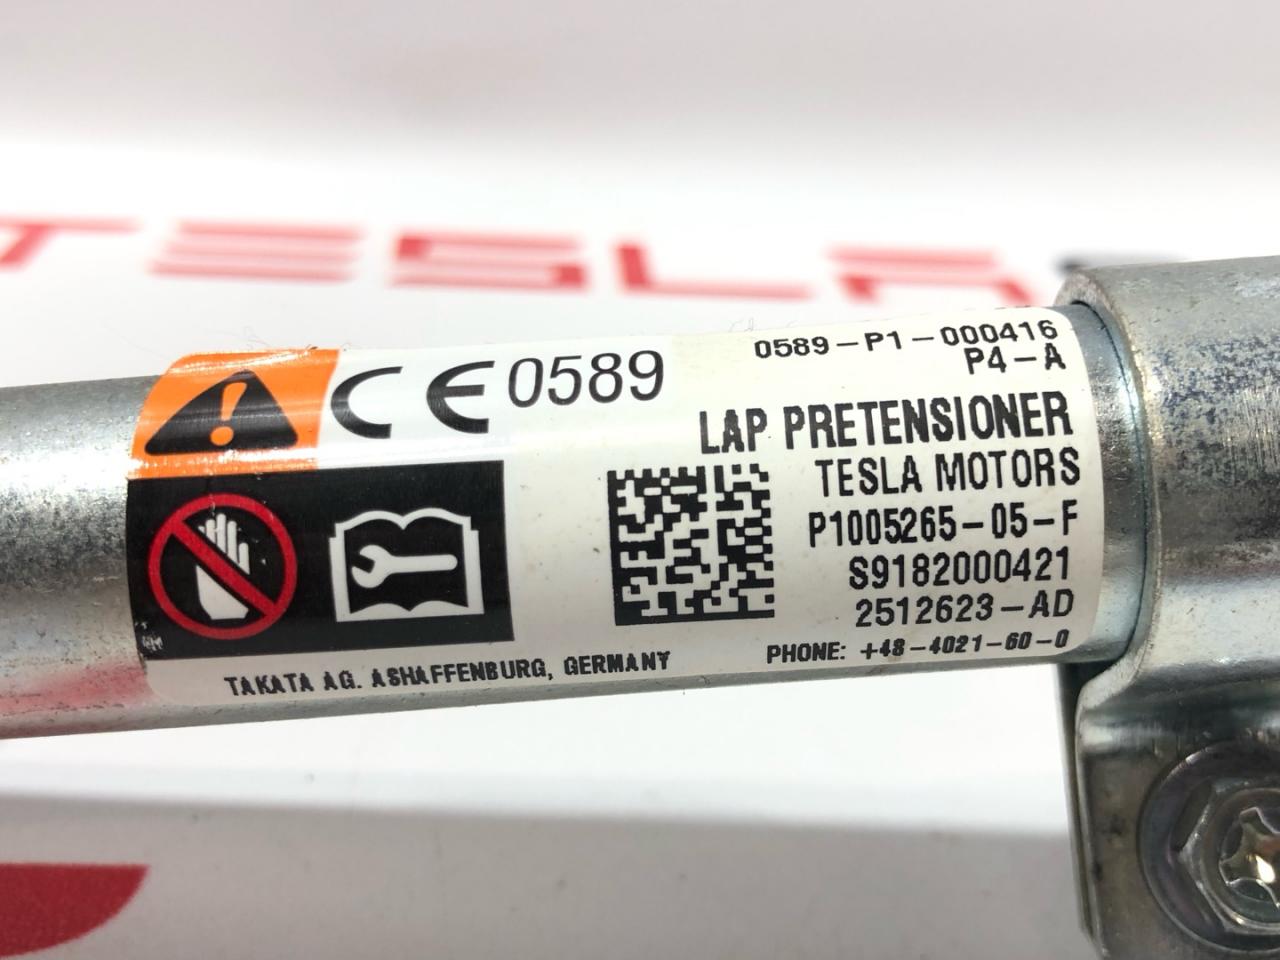 TESLA
CE 0589
0589-P1-000416
P4-A
LAP PRETENSIONER
TESLA MOTORS
P1005265-05-F
S9182000421
2512623-AD
PHONE: +48-4021-60-0
TAKATA AG. ASHAFFENBURG, GERMANY